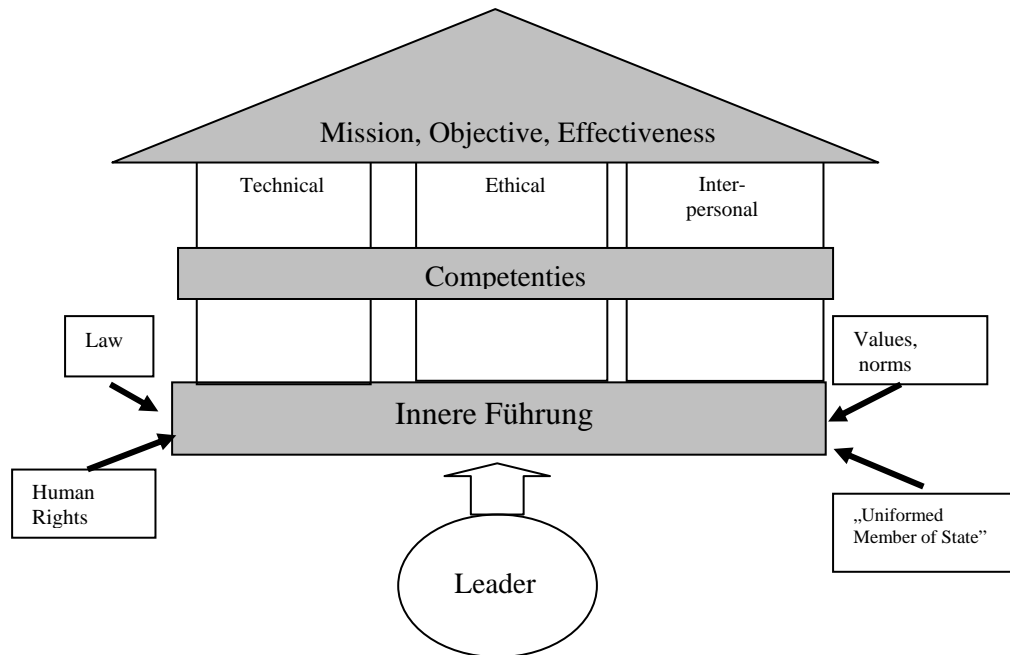 Mission, Objective, Effectiveness
Technical
Ethical
Inter-
personal
Competenties
Law
Values,
norms
Innere Führung
Human
Rights
„Uniformed
Member of State”
Leader